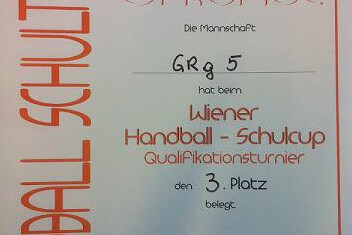 Die Mannschaft
GRg 5
hat beim
Wiener
Handball - Schulcup
Qualifikationsturnier
den 3. Platz
belegt.